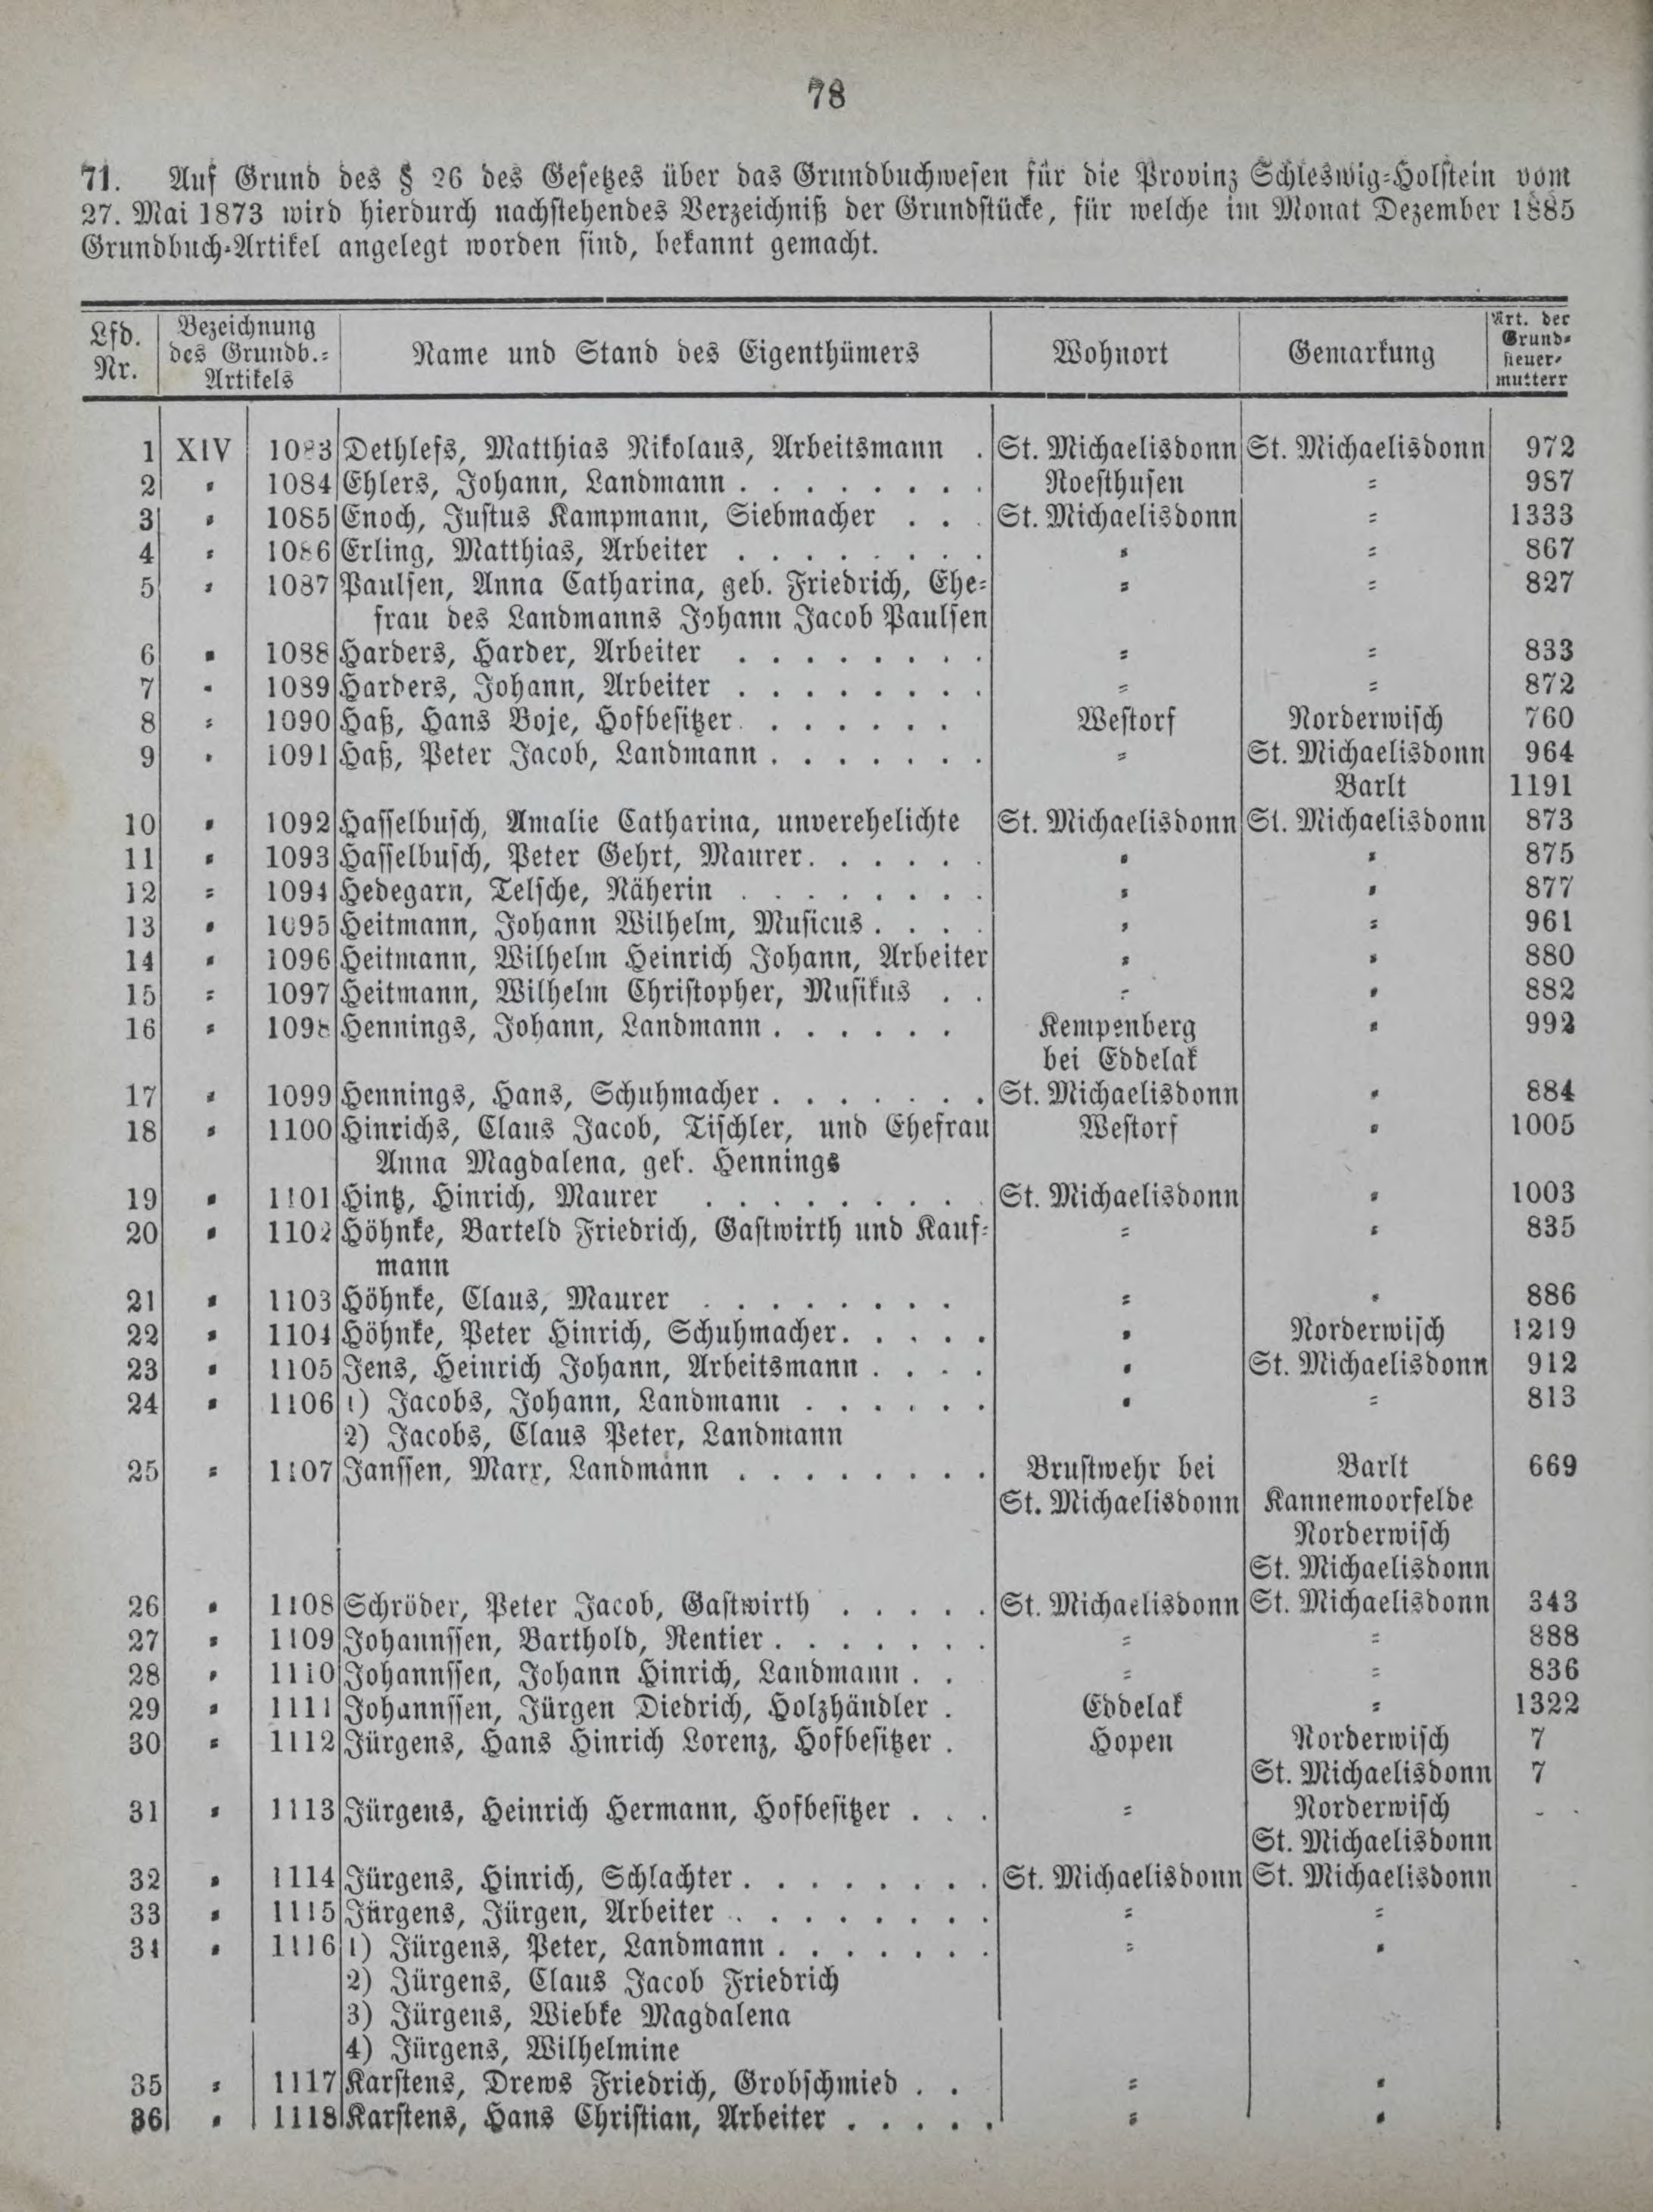 78
71. Auf Grund des § 26 des Gesetzes über das Grundbuchwesen für die Provinz Schleswig-Holstein vom
27. Mai 1873 wird hierdurch nachstehendes Verzeichniß der Grundstücke, für welche im Monat Dezember 1885
Grundbuch-Artikel angelegt worden sind, bekannt gemacht.
Lfd. Nr. Bezeichnung des Grundb.-Artikels Name und Stand des Eigenthümers Wohnort Gemarkung Art. der Grund-steuer-mutterr
1 XIV 1083 Dethlefs, Matthias Nikolaus, Arbeitsmann . St. Michaelisdonn St. Michaelisdonn 972
2 " 1084 Ehlers, Johann, Landmann . . . . . . . . Noesthusen " 987
3 " 1085 Enoch, Justus Kampmann, Siebmacher . . . St. Michaelisdonn " 1333
4 " 1086 Erling, Matthias, Arbeiter . . . . . . . . " " 867
5 " 1087 Paulsen, Anna Catharina, geb. Friedrich, Ehe- " " 827
frau des Landmanns Johann Jacob Paulsen
6 " 1088 Harders, Harder, Arbeiter . . . . . . . . " " 833
7 " 1089 Harders, Johann, Arbeiter . . . . . . . . " " 872
8 " 1090 Haß, Hans Boje, Hofbesitzer . . . . . . . Westorf Norderwisch 760
9 " 1091 Haß, Peter Jacob, Landmann . . . . . . . " St. Michaelisdonn 964
Barlt 1191
10 " 1092 Hasselbusch, Amalie Catharina, unverehelichte St. Michaelisdonn St. Michaelisdonn 873
11 " 1093 Hasselbusch, Peter Gehrt, Maurer . . . . . . " " 875
12 " 1094 Hedegarn, Telsche, Näherin . . . . . . . . " " 877
13 " 1095 Heitmann, Johann Wilhelm, Musicus . . . . " " 961
14 " 1096 Heitmann, Wilhelm Heinrich Johann, Arbeiter " " 880
15 " 1097 Heitmann, Wilhelm Christopher, Musikus . . " " 882
16 " 1098 Hennings, Johann, Landmann . . . . . . Kempenberg " 992
bei Eddelak
17 " 1099 Hennings, Hans, Schuhmacher . . . . . . . St. Michaelisdonn " 884
18 " 1100 Hinrichs, Claus Jacob, Tischler, und Ehefrau Westorf " 1005
Anna Magdalena, geb. Hennings
19 " 1101 Hintz, Hinrich, Maurer . . . . . . . . . St. Michaelisdonn " 1003
20 " 1102 Höhnke, Barteld Friedrich, Gastwirth und Kauf- " " 835
mann
21 " 1103 Höhnke, Claus, Maurer . . . . . . . . " " 886
22 " 1104 Höhnke, Peter Hinrich, Schuhmacher . . . . . " Norderwisch 1219
23 " 1105 Jens, Heinrich Johann, Arbeitsmann . . . . " St. Michaelisdonn 912
24 " 1106 1) Jacobs, Johann, Landmann . . . . . . " " 813
2) Jacobs, Claus Peter, Landmann
25 " 1107 Janssen, Marx, Landmann . . . . . . . . Brustwehr bei Barlt 669
St. Michaelisdonn Kannemoorfelde
Norderwisch
St. Michaelisdonn
26 " 1108 Schröder, Peter Jacob, Gastwirth . . . . . St. Michaelisdonn St. Michaelisdonn 343
27 " 1109 Johannssen, Barthold, Rentier . . . . . . . " " 888
28 " 1110 Johannssen, Johann Hinrich, Landmann . . " " 836
29 " 1111 Johannssen, Jürgen Diedrich, Holzhändler . Eddelak " 1322
30 " 1112 Jürgens, Hans Hinrich Lorenz, Hofbesitzer . Hopen Norderwisch 7
St. Michaelisdonn 7
31 " 1113 Jürgens, Heinrich Hermann, Hofbesitzer . . . " Norderwisch
St. Michaelisdonn
32 " 1114 Jürgens, Hinrich, Schlachter . . . . . . . . St. Michaelisdonn St. Michaelisdonn
33 " 1115 Jürgens, Jürgen, Arbeiter . . . . . . . . " "
34 " 1116 1) Jürgens, Peter, Landmann . . . . . . . " "
2) Jürgens, Claus Jacob Friedrich
3) Jürgens, Wiebke Magdalena
4) Jürgens, Wilhelmine
35 " 1117 Karstens, Drews Friedrich, Grobschmied . . " "
36 " 1118 Karstens, Hans Christian, Arbeiter . . . . . " "